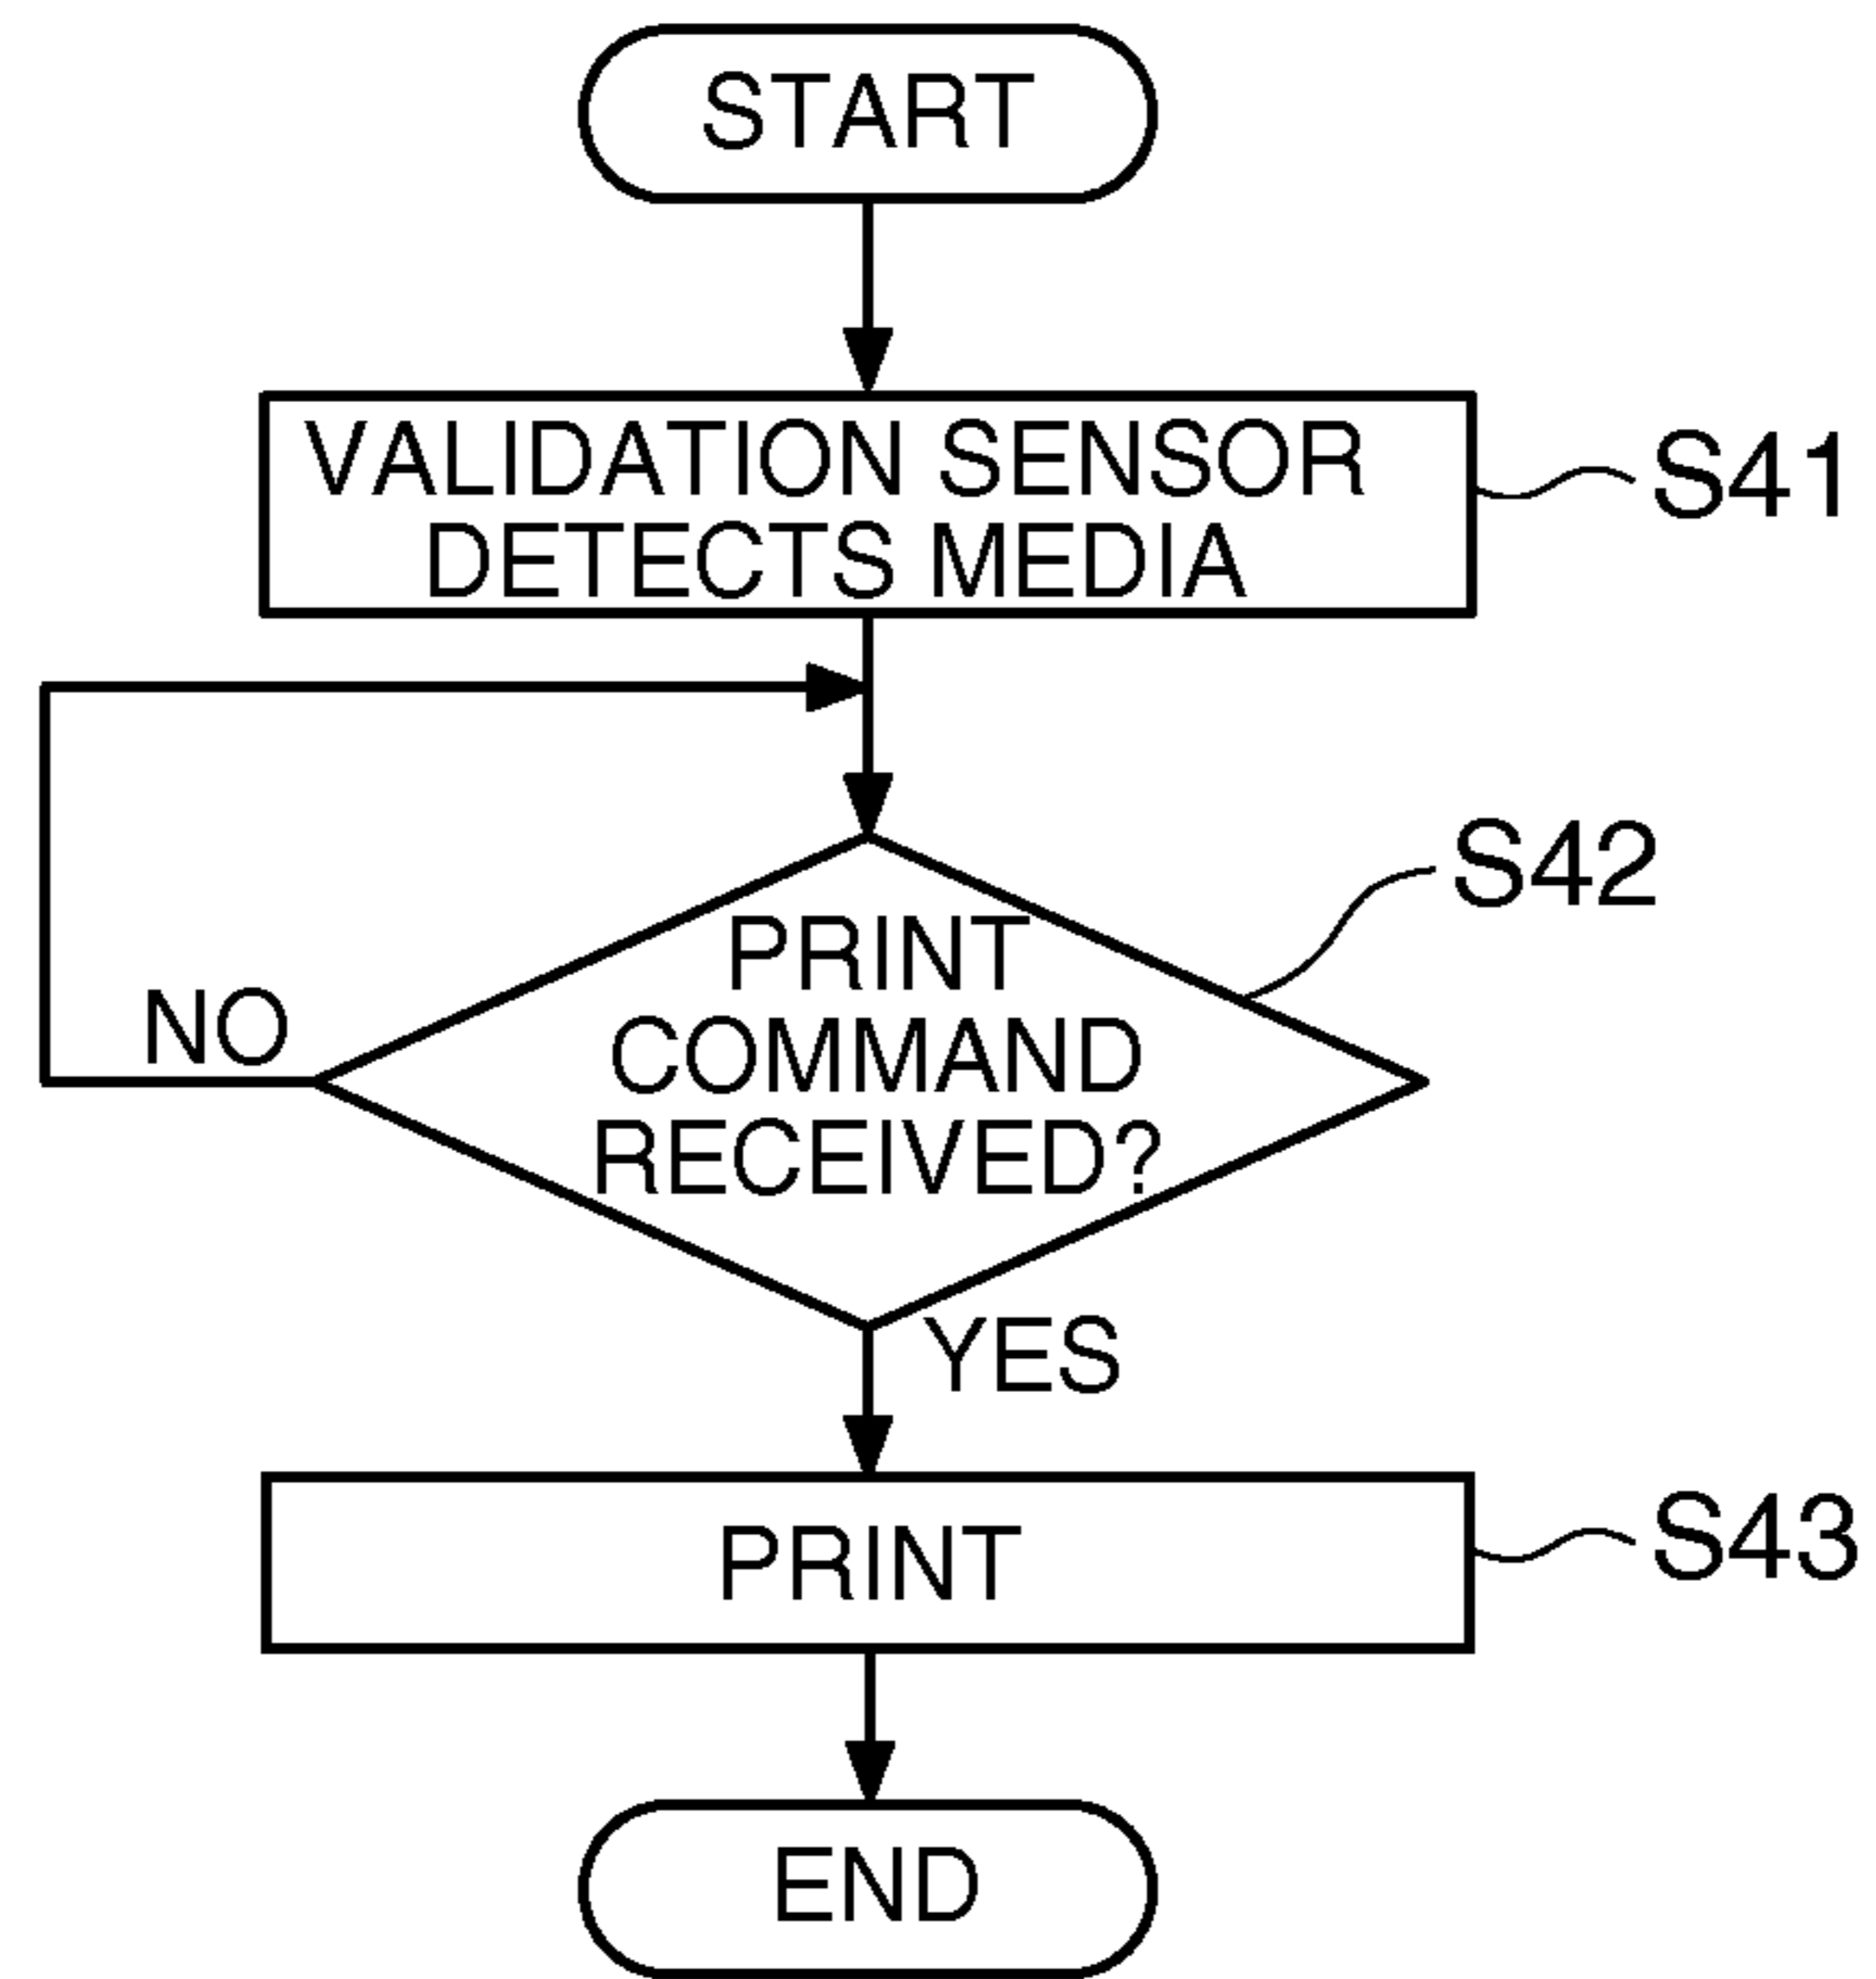 START
VALIDATION SENSOR
DETECTS MEDIA
S41
S42
PRINT
COMMAND
RECEIVED?
NO
YES
PRINT
S43
END